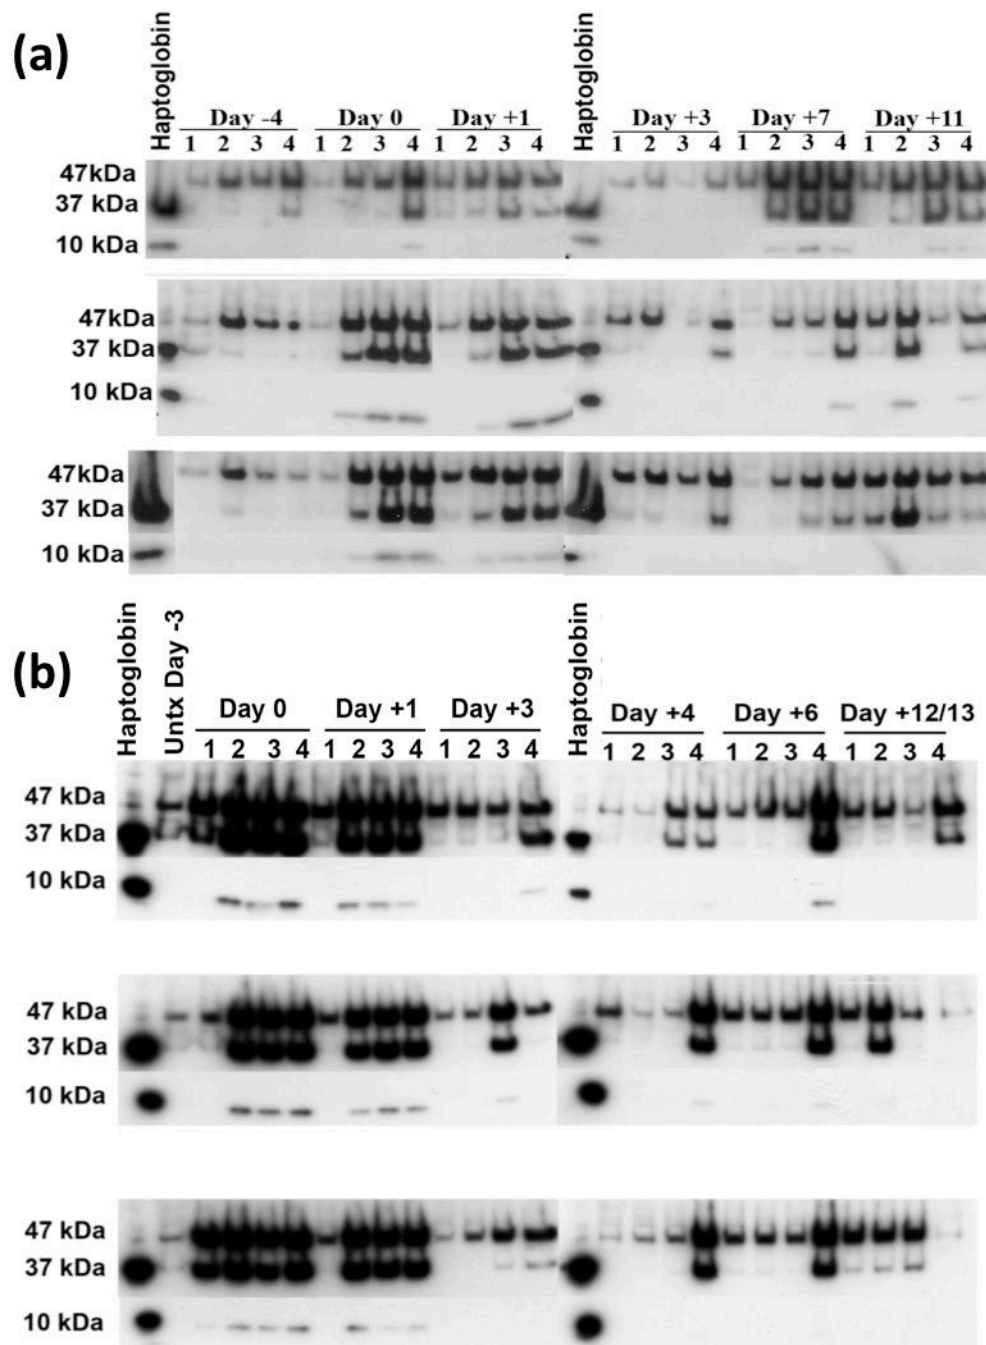 (a)
Haptoglobin
Haptoglobin
Day -4 Day 0 Day +1 Day +3 Day +7 Day +11
1 2 3 4 1 2 3 4 1 2 3 4 1 2 3 4 1 2 3 4 1 2 3 4
47kDa
37 kDa
10 kDa
47kDa
37 kDa
10 kDa
47kDa
37 kDa
10 kDa
(b)
Haptoglobin
Untx Day -3
Haptoglobin
Day 0 Day +1 Day +3 Day +4 Day +6 Day +12/13
1 2 3 4 1 2 3 4 1 2 3 4 1 2 3 4 1 2 3 4 1 2 3 4
47 kDa
37 kDa
10 kDa
47 kDa
37 kDa
10 kDa
47 kDa
37 kDa
10 kDa